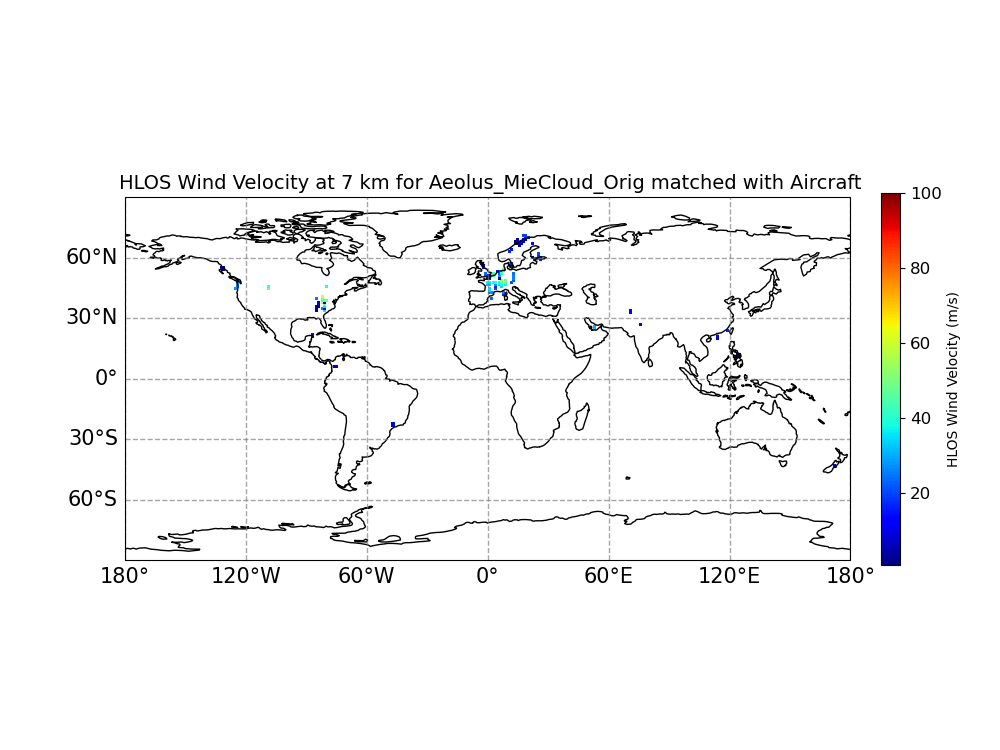 HLOS Wind Velocity at 7 km for Aeolus_MieCloud_Orig matched with Aircraft
100
80
60
40
20
HLOS Wind Velocity (m/s)
60°N
30°N
0°
30°S
60°S
180° 120°W 60°W 0° 60°E 120°E 180°